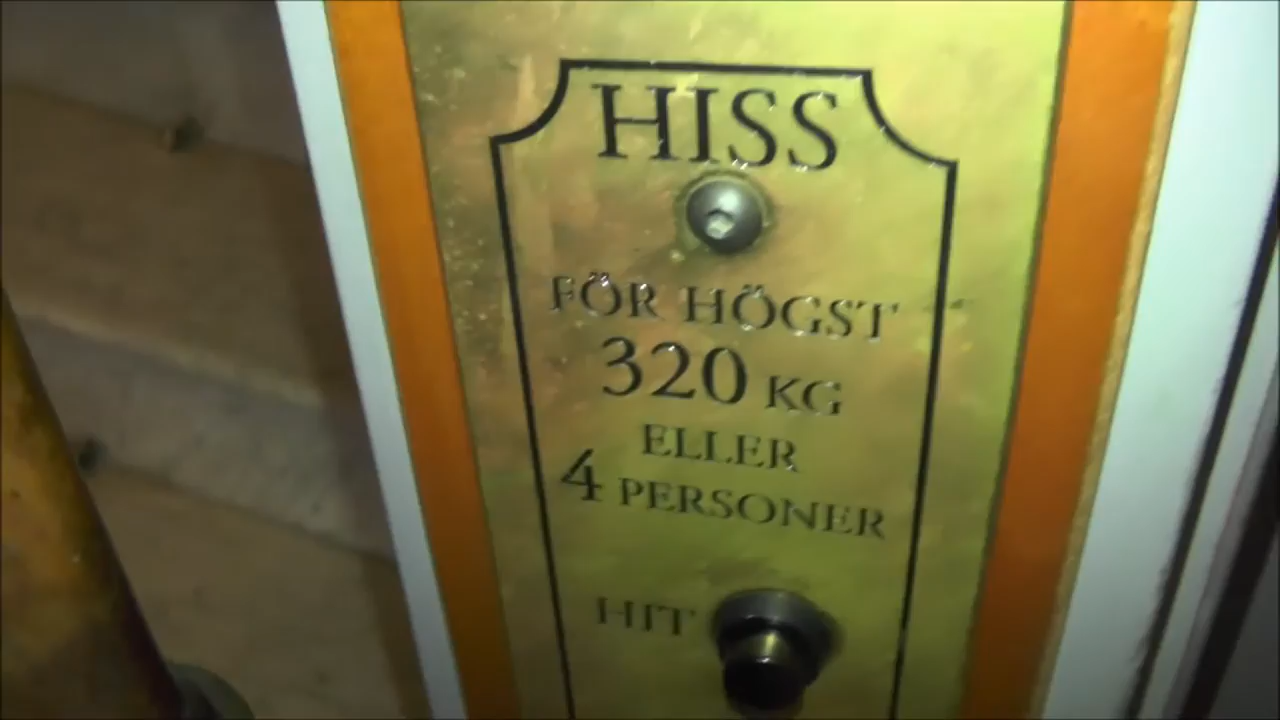 HISS
FÖR HÖGST
320 KG
ELLER
4 PERSONER
HIT